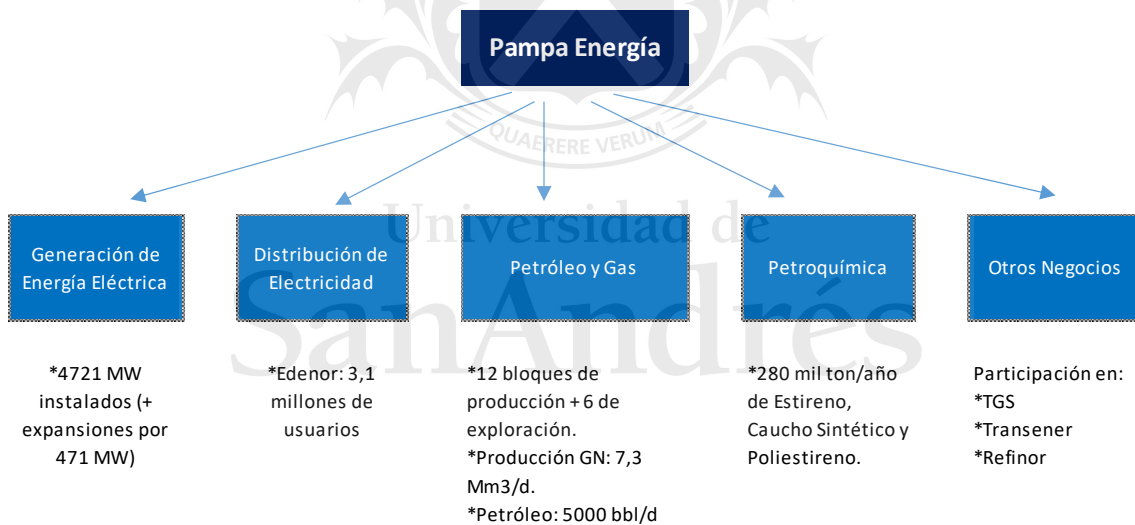 Pampa Energía
QUAERERE VERUM
Universidad de
SanAndrés
Generación de
Energía Eléctrica
Distribución de
Electricidad
Petróleo y Gas
Petroquímica
Otros Negocios
*4721 MW
instalados (+
expansiones por
471 MW)
*Edenor: 3,1
millones de
usuarios
*12 bloques de
producción + 6 de
exploración.
*Producción GN: 7,3
Mm3/d.
*Petróleo: 5000 bbl/d
*280 mil ton/año
de Estireno,
Caucho Sintético y
Poliestireno.
Participación en:
*TGS
*Transener
*Refinor